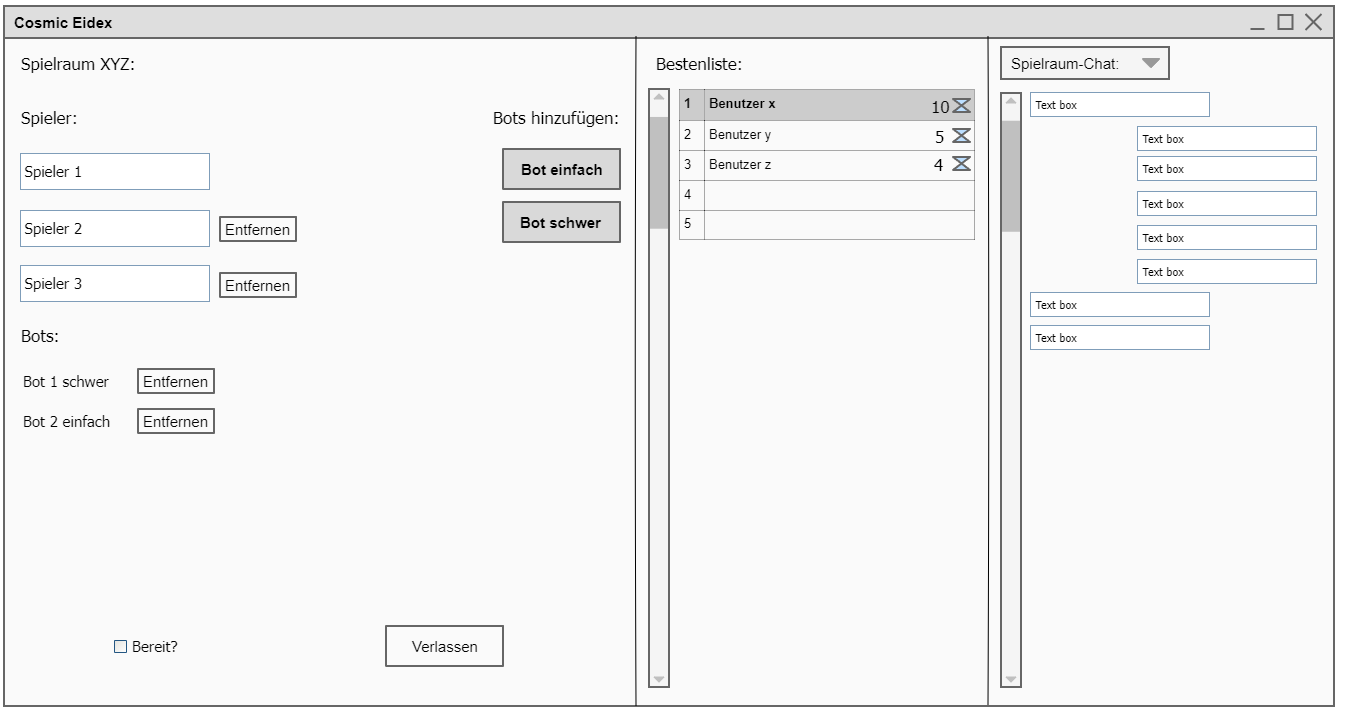 Cosmic Eidex
Spielraum XYZ:
Spieler:
Bots hinzufügen:
Spieler 1
Bot einfach
Spieler 2
Entfernen
Bot schwer
Spieler 3
Entfernen
Bots:
Bot 1 schwer
Entfernen
Bot 2 einfach
Entfernen
Bereit?
Verlassen
Bestenliste:
1 Benutzer x 10
2 Benutzer y 5
3 Benutzer z 4
4
5
Spielraum-Chat:
Text box
Text box
Text box
Text box
Text box
Text box
Text box
Text box